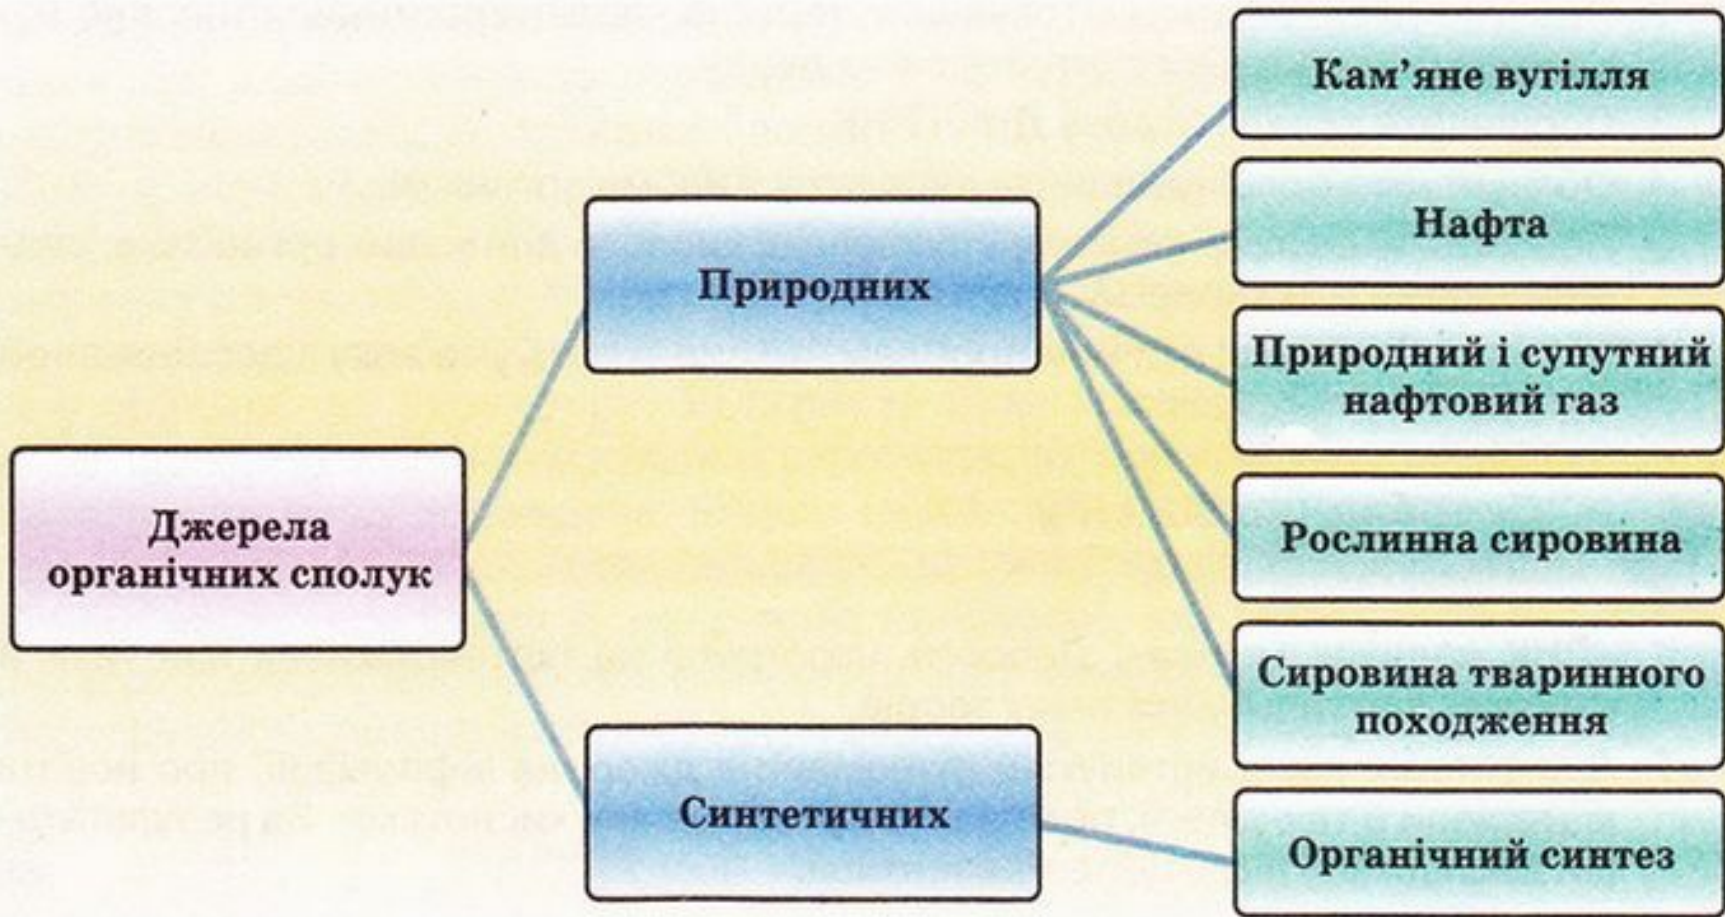 Джерела
органічних сполук
Природних
Синтетичних
Кам’яне вугілля
Нафта
Природний і супутний
нафтовий газ
Рослинна сировина
Сировина тваринного
походження
Органічний синтез